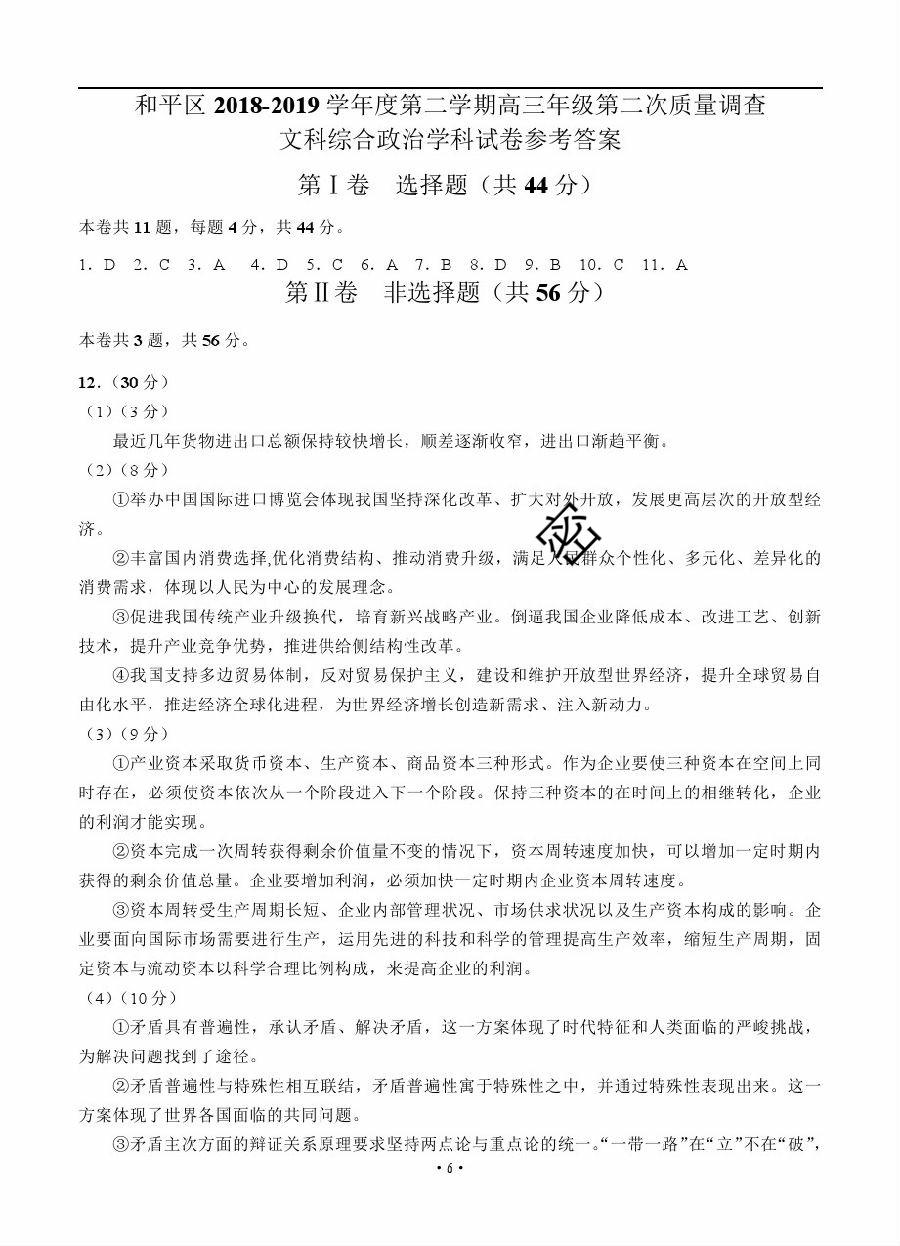 和平区 2018-2019 学年度第二学期高三年级第二次质量调查
文科综合政治学科试卷参考答案
第Ⅰ卷 选择题（共 44 分）
本卷共 11 题，每题 4 分，共 44 分。
1．D 2．C 3．A 4．D 5．C 6．A 7．B 8．D 9．B 10．C 11．A
第Ⅱ卷 非选择题（共 56 分）
本卷共 3 题，共 56 分。
12．（30 分）
（1）（3 分）
最近几年货物进出口总额保持较快增长，顺差逐渐收窄，进出口渐趋平衡。
（2）（8 分）
①举办中国国际进口博览会体现我国坚持深化改革、扩大对外开放，发展更高层次的开放型经
济。
②丰富国内消费选择,优化消费结构、推动消费升级，满足人民群众个性化、多元化、差异化的
消费需求，体现以人民为中心的发展理念。
③促进我国传统产业升级换代，培育新兴战略产业。倒逼我国企业降低成本、改进工艺、创新
技术，提升产业竞争优势，推进供给侧结构性改革。
④我国支持多边贸易体制，反对贸易保护主义，建设和维护开放型世界经济，提升全球贸易自
由化水平，推进经济全球化进程，为世界经济增长创造新需求、注入新动力。
（3）（9 分）
①产业资本采取货币资本、生产资本、商品资本三种形式。作为企业要使三种资本在空间上同
时存在，必须使资本依次从一个阶段进入下一个阶段。保持三种资本的在时间上的相继转化，企业
的利润才能实现。
②资本完成一次周转获得剩余价值量不变的情况下，资本周转速度加快，可以增加一定时期内
获得的剩余价值总量。企业要增加利润，必须加快一定时期内企业资本周转速度。
③资本周转受生产周期长短、企业内部管理状况、市场供求状况以及生产资本构成的影响。企
业要面向国际市场需要进行生产，运用先进的科技和科学的管理提高生产效率，缩短生产周期，固
定资本与流动资本以科学合理比例构成，来提高企业的利润。
（4）（10 分）
①矛盾具有普遍性，承认矛盾、解决矛盾，这一方案体现了时代特征和人类面临的严峻挑战，
为解决问题找到了途径。
②矛盾普遍性与特殊性相互联结，矛盾普遍性寓于特殊性之中，并通过特殊性表现出来。这一
方案体现了世界各国面临的共同问题。
③矛盾主次方面的辩证关系原理要求坚持两点论与重点论的统一。“一带一路”在“立”不在“破”，
·6·